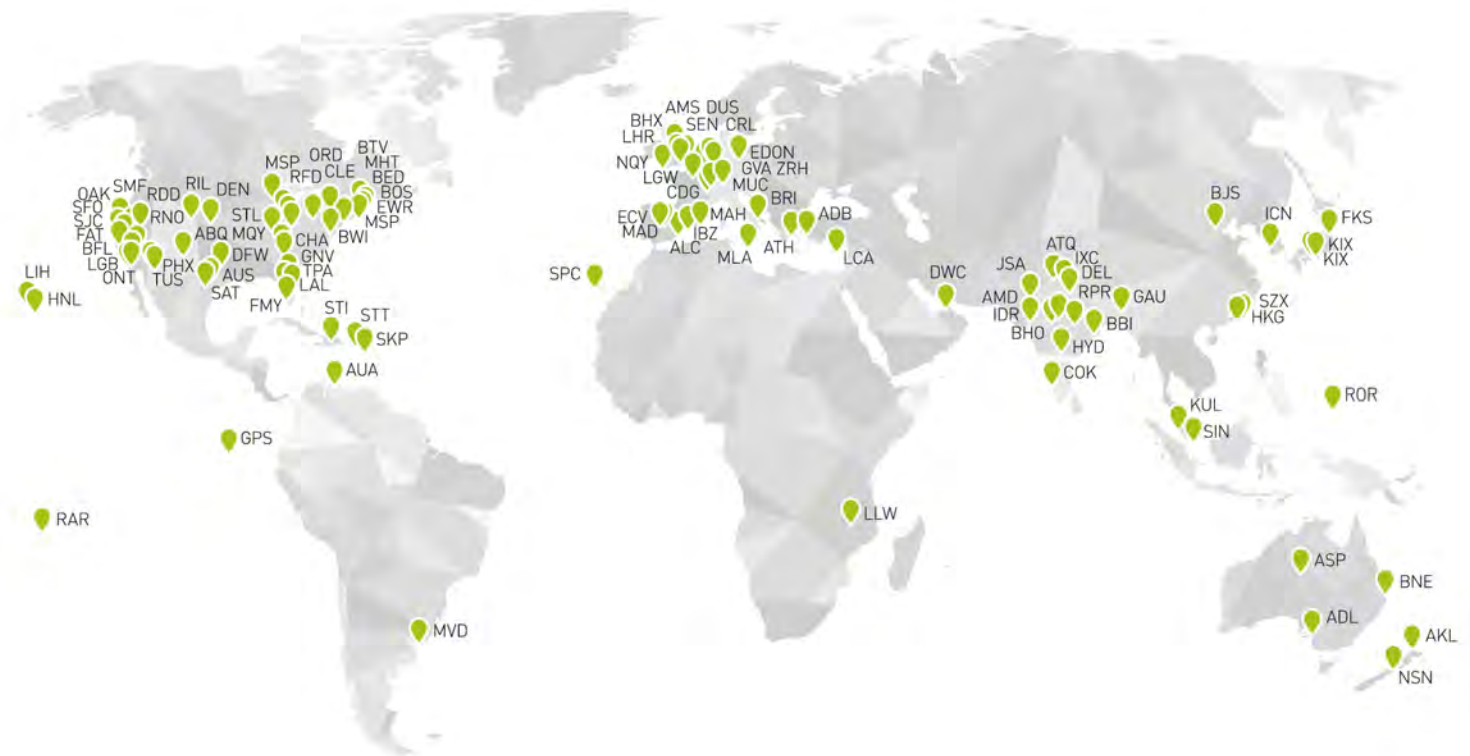 AMS DUS
BHX SEN CRL
LHR
NQY EDON
LGW GVA ZRH
CDG MUC
BRI
ECV MAH ADB
MAD IBZ
ALC ATH
MLA LCA
SPC
BTV
ORD MHT
MSP CLE BED
RFD BOS
EWR
MSP
BWI
SMF RDD RIL DEN
OAK
SFO RNO STL
SJC
FAT ABQ MQY CHA
BFL DFW GNV
LGB PHX AUS TPA
ONT TUS SAT LAL
FMY
LIH
HNL
STI STT
SKP
AUA
GPS
RAR
MVD
DWC
ATQ
JSA IXC
DEL
AMD RPR GAU
IDR
BHO BBI
HYD
COK
BJS
ICN FKS
KIX
KIX
SZX
HKG
ROR
KUL
SIN
LLW
ASP
BNE
ADL
AKL
NSN